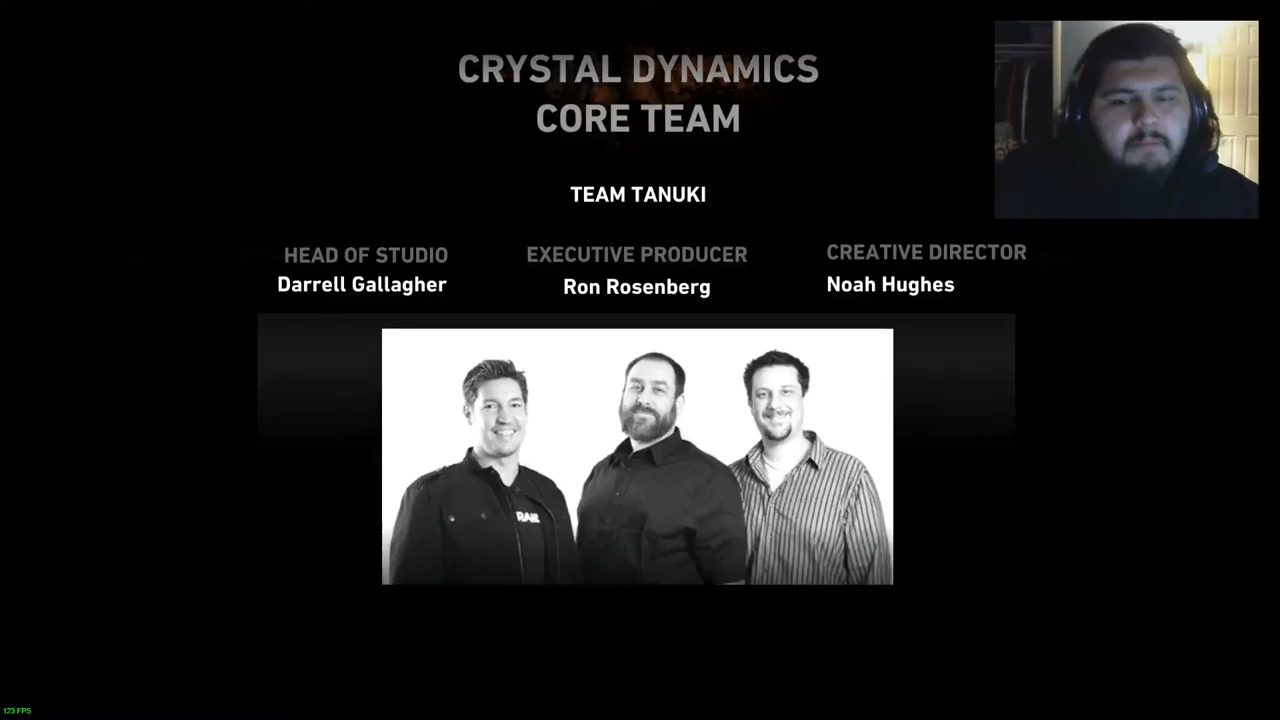 CRYSTAL DYNAMICS
CORE TEAM
TEAM TANUKI
HEAD OF STUDIO
Darrell Gallagher
EXECUTIVE PRODUCER
Ron Rosenberg
CREATIVE DIRECTOR
Noah Hughes
123 FPS